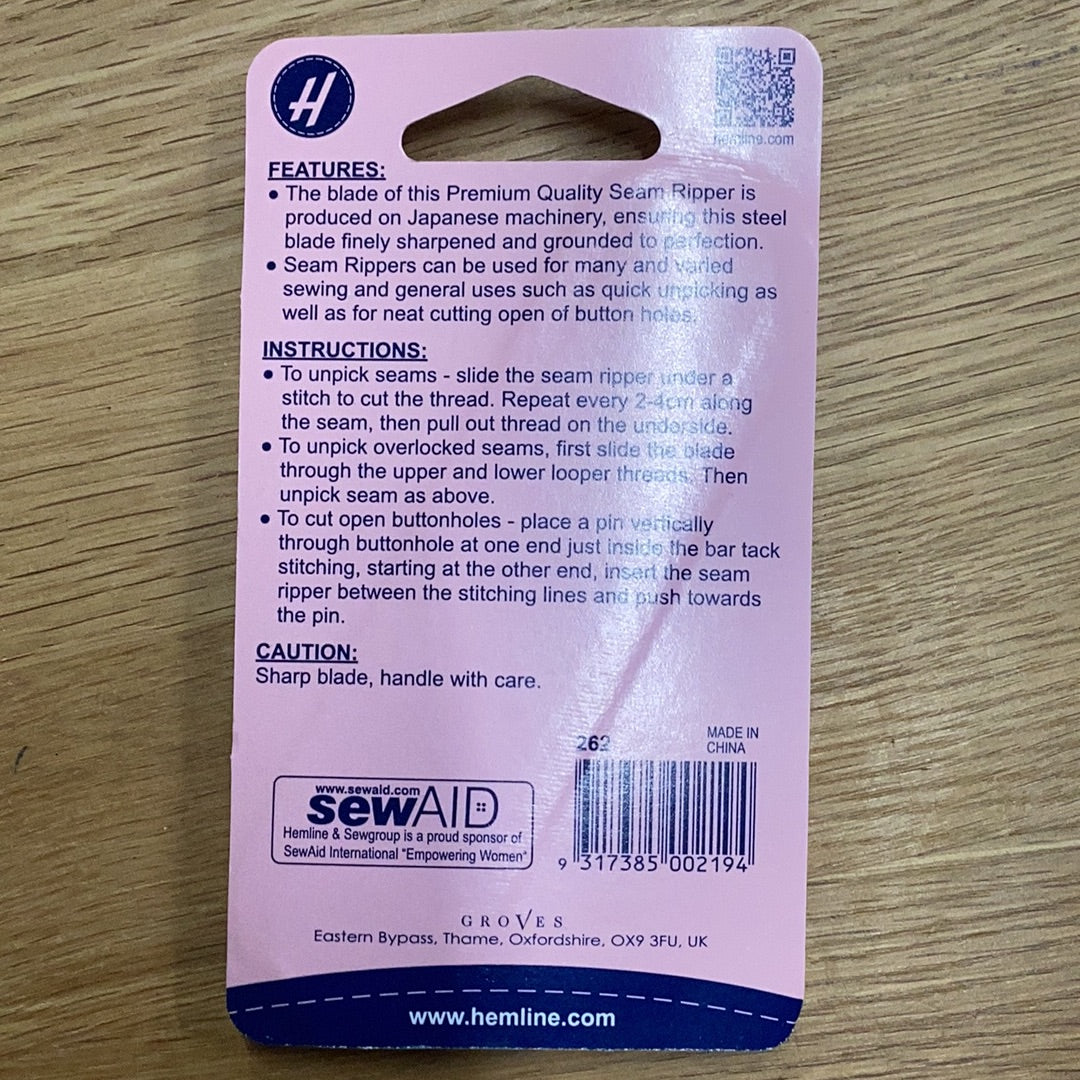 H
hemline.com
FEATURES:
• The blade of this Premium Quality Seam Ripper is
produced on Japanese machinery, ensuring this steel
blade finely sharpened and grounded to perfection.
• Seam Rippers can be used for many and varied
sewing and general uses such as quick unpicking as
well as for neat cutting open of button holes.
INSTRUCTIONS:
• To unpick seams - slide the seam ripper under a
stitch to cut the thread. Repeat every 2-4cm along
the seam, then pull out thread on the underside.
• To unpick overlocked seams, first slide the blade
through the upper and lower looper threads. Then
unpick seam as above.
• To cut open buttonholes - place a pin vertically
through buttonhole at one end just inside the bar tack
stitching, starting at the other end, insert the seam
ripper between the stitching lines and push towards
the pin.
CAUTION:
Sharp blade, handle with care.
262
MADE IN
CHINA
www.sewaid.com
sewAID
Hemline & Sewgroup is a proud sponsor of
SewAid International "Empowering Women"
9 317385 002194
GROVES
Eastern Bypass, Thame, Oxfordshire, OX9 3FU, UK
www.hemline.com